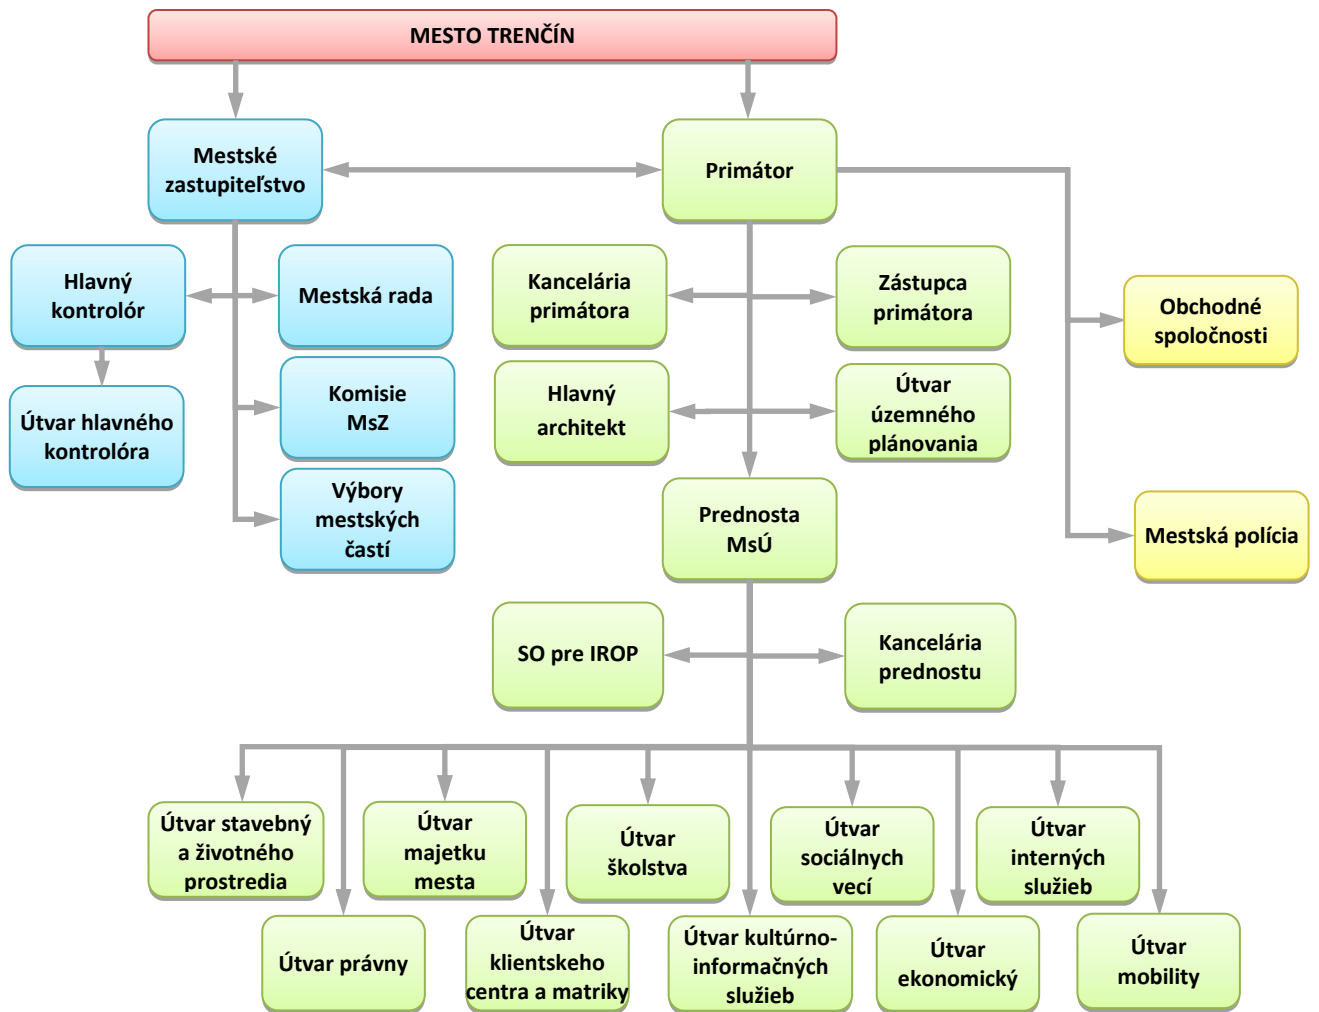 MESTO TRENČÍN
Mestské
zastupiteľstvo
Primátor
Hlavný
kontrolór
Mestská rada
Kancelária
primátora
Zástupca
primátora
Obchodné
spoločnosti
Útvar hlavného
kontrolóra
Komisie
MsZ
Hlavný
architekt
Útvar
územného
plánovania
Výbory
mestských
častí
Prednosta
MsÚ
Mestská polícia
SO pre IROP
Kancelária
prednostu
Útvar stavebný
a životného
prostredia
Útvar
majetku
mesta
Útvar
školstva
Útvar
sociálnych
vecí
Útvar
interných
služieb
Útvar právny
Útvar
klientskeho
centra a matriky
Útvar kultúrno-
informačných
služieb
Útvar
ekonomický
Útvar
mobility